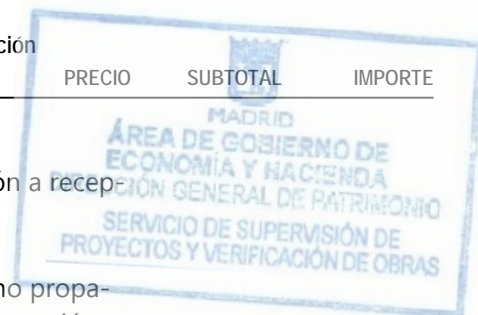 ción
PRECIO SUBTOTAL IMPORTE
MADRID
ÁREA DE GOBIERNO DE
ECONOMÍA Y HACIENDA
DIRECCIÓN GENERAL DE PATRIMONIO
ón a recep-
SERVICIO DE SUPERVISIÓN DE
PROYECTOS Y VERIFICACIÓN DE OBRAS
no propa-